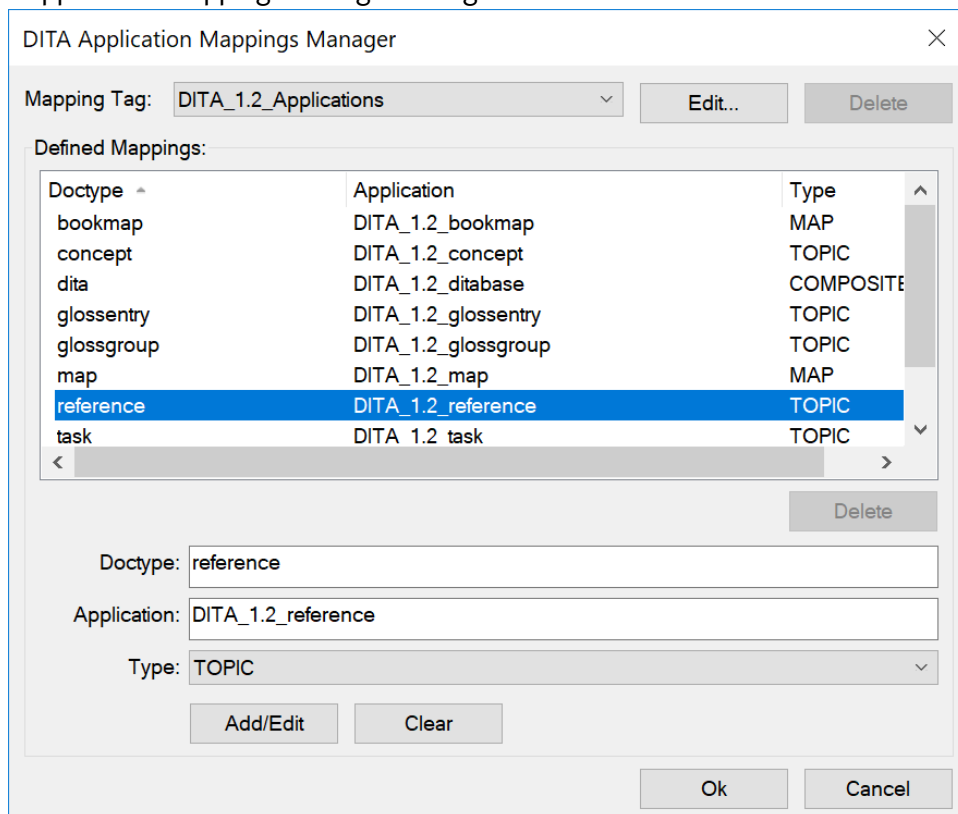 DITA Application Mappings Manager
Mapping Tag: DITA_1.2_Applications Edit... Delete
Defined Mappings:
Doctype Application Type
bookmap DITA_1.2_bookmap MAP
concept DITA_1.2_concept TOPIC
dita DITA_1.2_ditabase COMPOSITE
glossentry DITA_1.2_glossentry TOPIC
glossgroup DITA_1.2_glossgroup TOPIC
map DITA_1.2_map MAP
reference DITA_1.2_reference TOPIC
task DITA_1.2_task TOPIC
Delete
Doctype: reference
Application: DITA_1.2_reference
Type: TOPIC
Add/Edit Clear
Ok Cancel